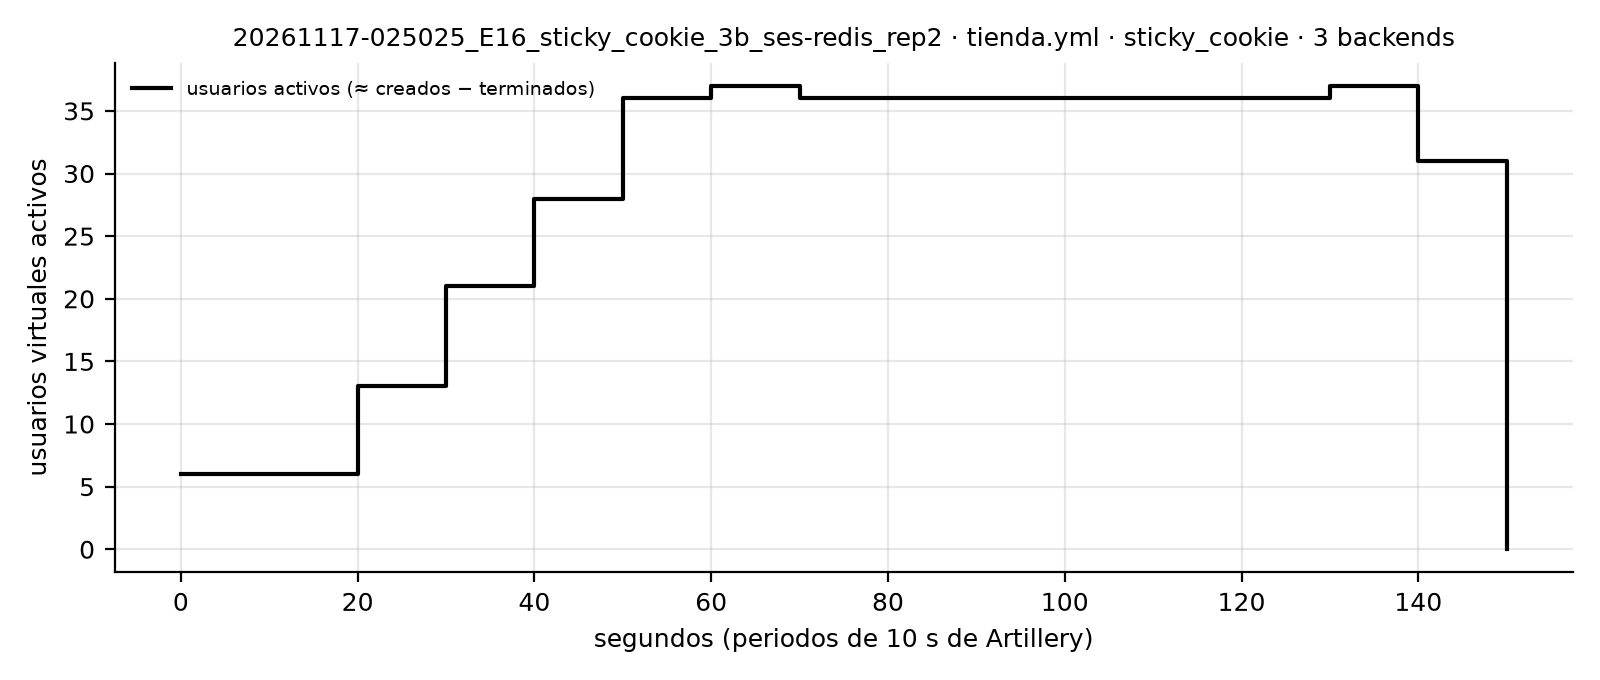 20261117-025025_E16_sticky_cookie_3b_ses-redis_rep2 · tienda.yml · sticky_cookie · 3 backends
usuarios activos (≈ creados − terminados)
usuarios virtuales activos
35
30
25
20
15
10
5
0
0 20 40 60 80 100 120 140
segundos (periodos de 10 s de Artillery)